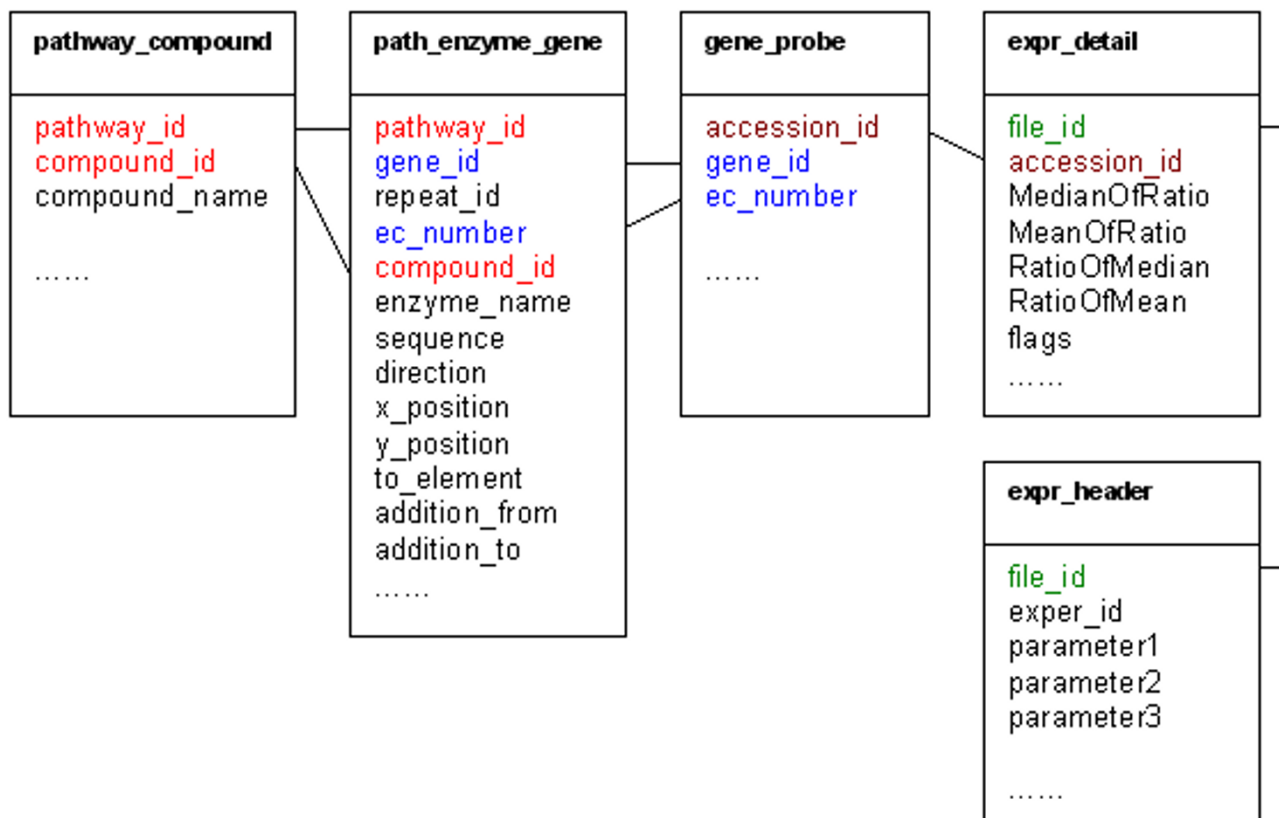 pathway_compound
pathway_id
compound_id
compound_name
......
path_enzyme_gene
pathway_id
gene_id
repeat_id
ec_number
compound_id
enzyme_name
sequence
direction
x_position
y_position
to_element
addition_from
addition_to
......
gene_probe
accession_id
gene_id
ec_number
......
expr_detail
file_id
accession_id
MedianOfRatio
MeanOfRatio
RatioOfMedian
RatioOfMean
flags
......
expr_header
file_id
exper_id
parameter1
parameter2
parameter3
......